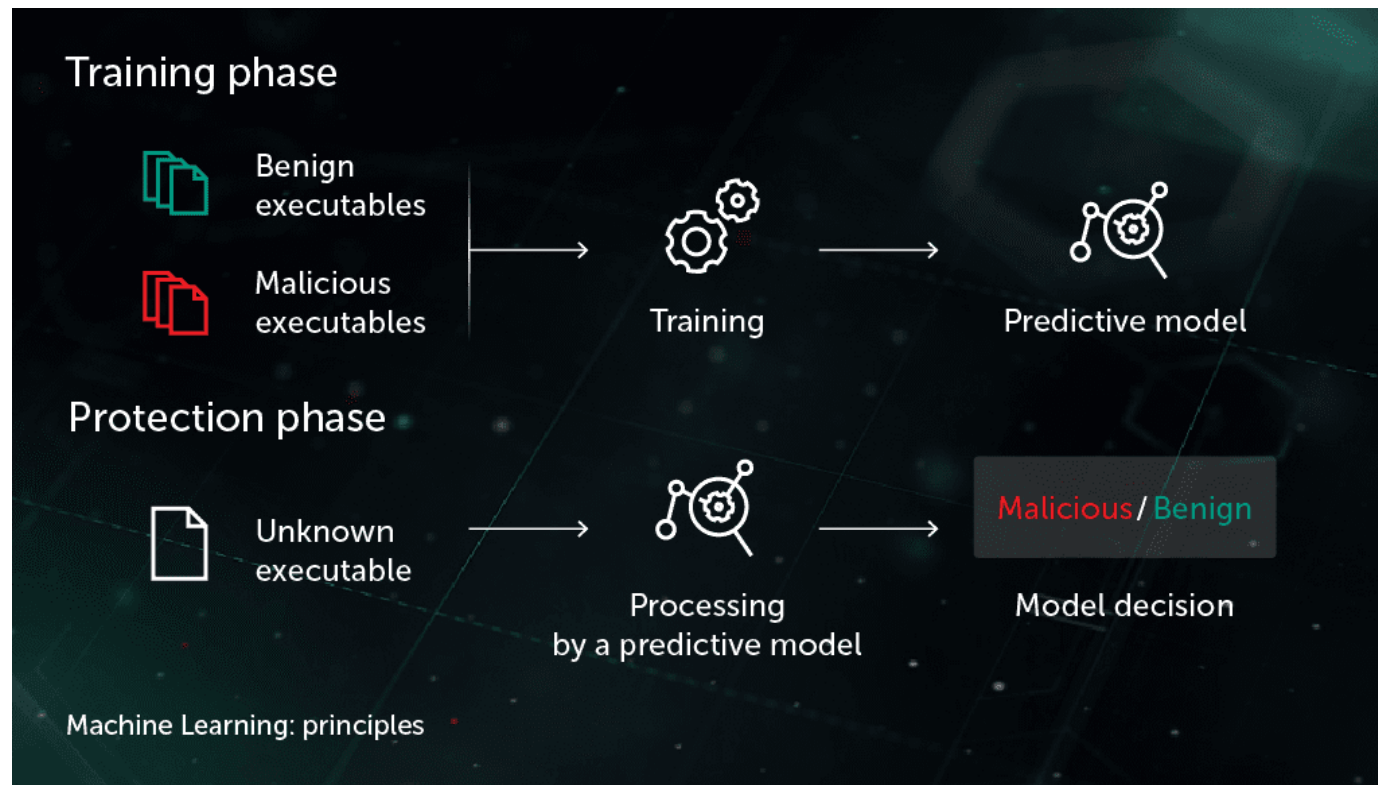 Training phase
Benign
executables
Malicious
executables
Training
Predictive model
Protection phase
Unknown
executable
Processing
by a predictive model
Malicious/Benign
Model decision
Machine Learning: principles